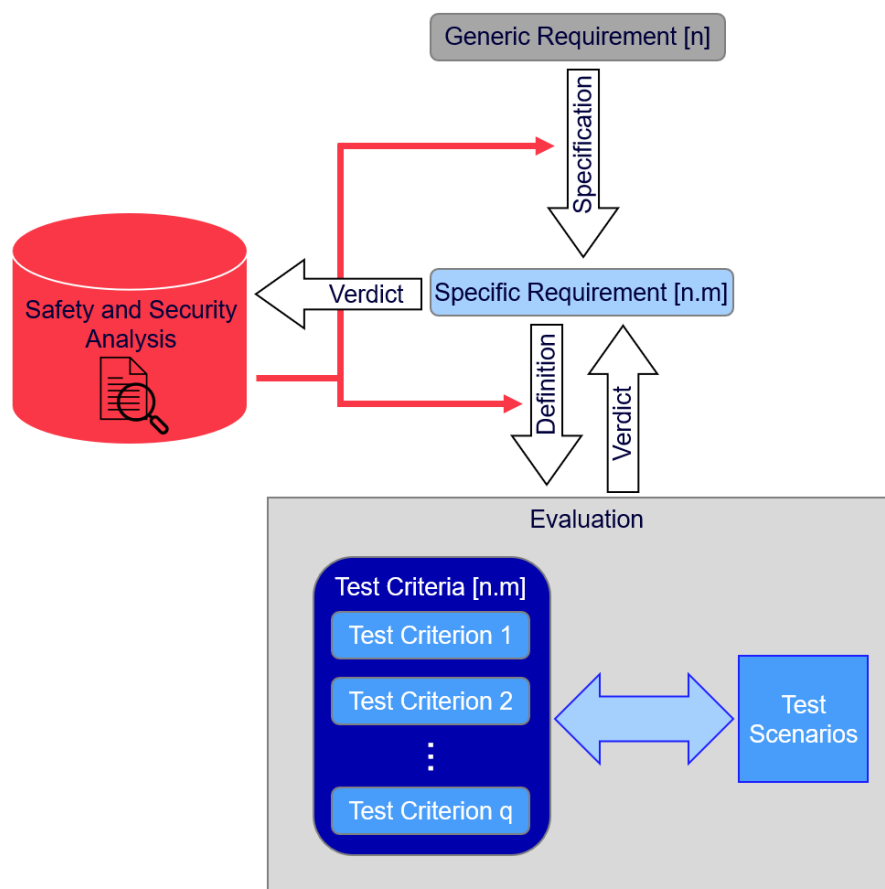 Generic Requirement [n]
Specification
Specific Requirement [n.m]
Verdict
Safety and Security
Analysis
Definition
Verdict
Evaluation
Test Criteria [n.m]
Test Criterion 1
Test Criterion 2
⋮
Test Criterion q
Test
Scenarios